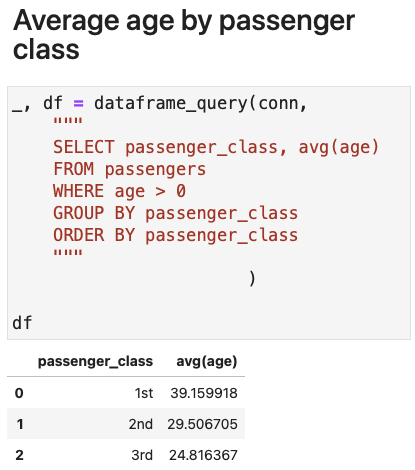 Average age by passenger
class
_, df = dataframe_query(conn,
"""
SELECT passenger_class, avg(age)
FROM passengers
WHERE age > 0
GROUP BY passenger_class
ORDER BY passenger_class
"""
)
df
passenger_class avg(age)
0 1st 39.159918
1 2nd 29.506705
2 3rd 24.816367